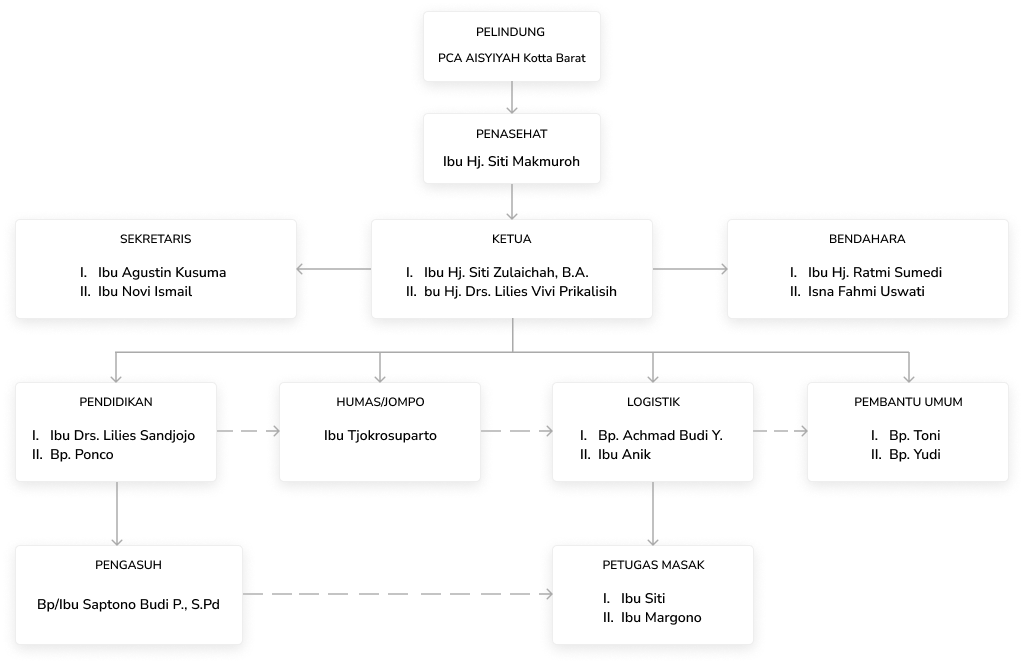 PELINDUNG
PCA AISYIYAH Kotta Barat
PENASEHAT
Ibu Hj. Siti Makmuroh
SEKRETARIS
I. Ibu Agustin Kusuma
II. Ibu Novi Ismail
KETUA
I. Ibu Hj. Siti Zulaichah, B.A.
II. bu Hj. Drs. Lilies Vivi Prikalisih
BENDAHARA
I. Ibu Hj. Ratmi Sumedi
II. Isna Fahmi Uswati
PENDIDIKAN
I. Ibu Drs. Lilies Sandjojo
II. Bp. Ponco
HUMAS/JOMPO
Ibu Tjokrosuparto
LOGISTIK
I. Bp. Achmad Budi Y.
II. Ibu Anik
PEMBANTU UMUM
I. Bp. Toni
II. Bp. Yudi
PENGASUH
Bp/Ibu Saptono Budi P., S.Pd
PETUGAS MASAK
I. Ibu Siti
II. Ibu Margono